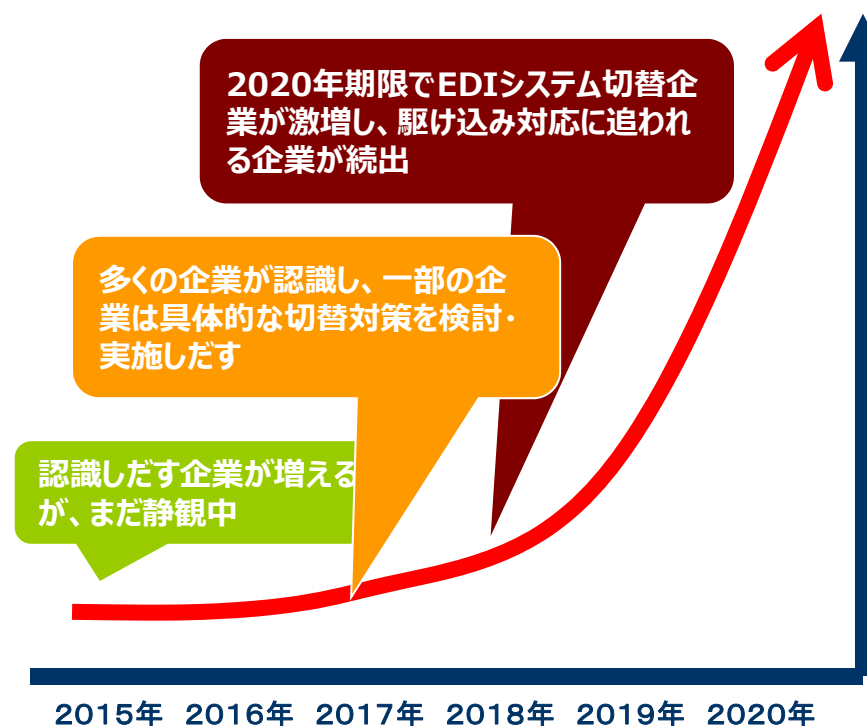 2020年期限でEDIシステム切替企
業が激増し、駆け込み対応に追われ
る企業が続出
多くの企業が認識し、一部の企
業は具体的な切替対策を検討・
実施しだす
認識しだす企業が増える
が、まだ静観中
2015年 2016年 2017年 2018年 2019年 2020年